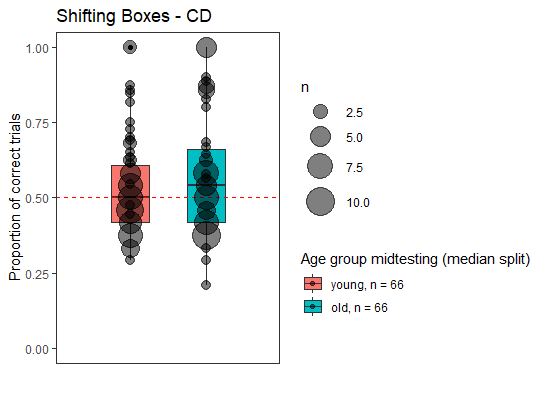 Shifting Boxes - CD
Proportion of correct trials
1.00
0.75
0.50
0.25
0.00
n
2.5
5.0
7.5
10.0
Age group midtesting (median split)
young, n = 66
old, n = 66